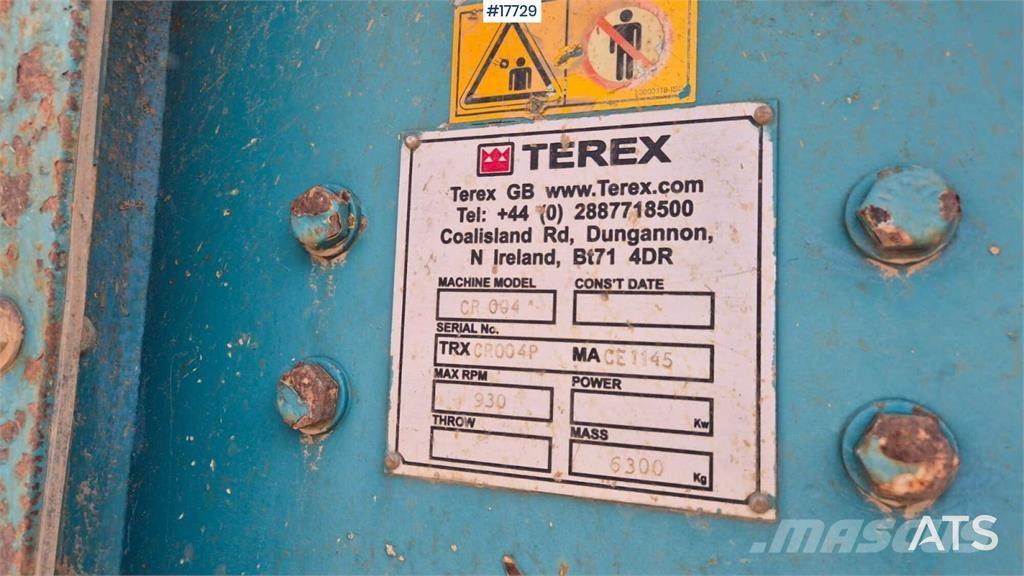 #17729
TEREX
Terex GB www.Terex.com
Tel: +44 (0) 2887718500
Coalisland Rd, Dungannon,
N Ireland, Bt71 4DR
MACHINE MODEL CONS'T DATE
CR 004
SERIAL No.
TRX CR004P MA CE1145
MAX RPM POWER
930 Kw
THROW MASS
6300 Kg
MASCUS
ATS